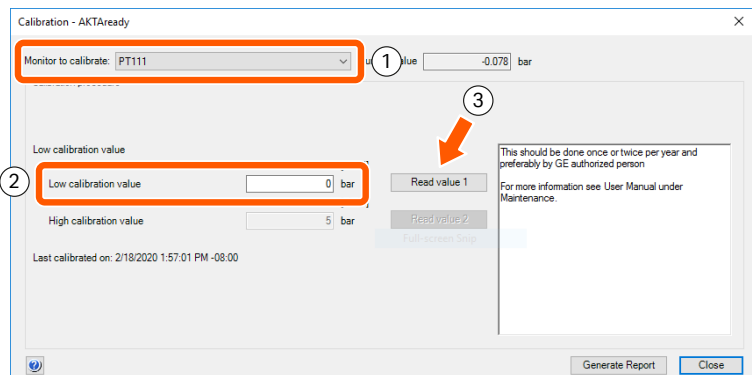 Calibration - AKTAready
Monitor to calibrate: PT111 1 value -0.078 bar
3
Low calibration value
2 Low calibration value 0 bar Read value 1
High calibration value 5 bar Read value 2
Full-screen Snip
Last calibrated on: 2/18/2020 1:57:01 PM -08:00
This should be done once or twice per year and
preferably by GE authorized person
For more information see User Manual under
Maintenance.
Generate Report Close